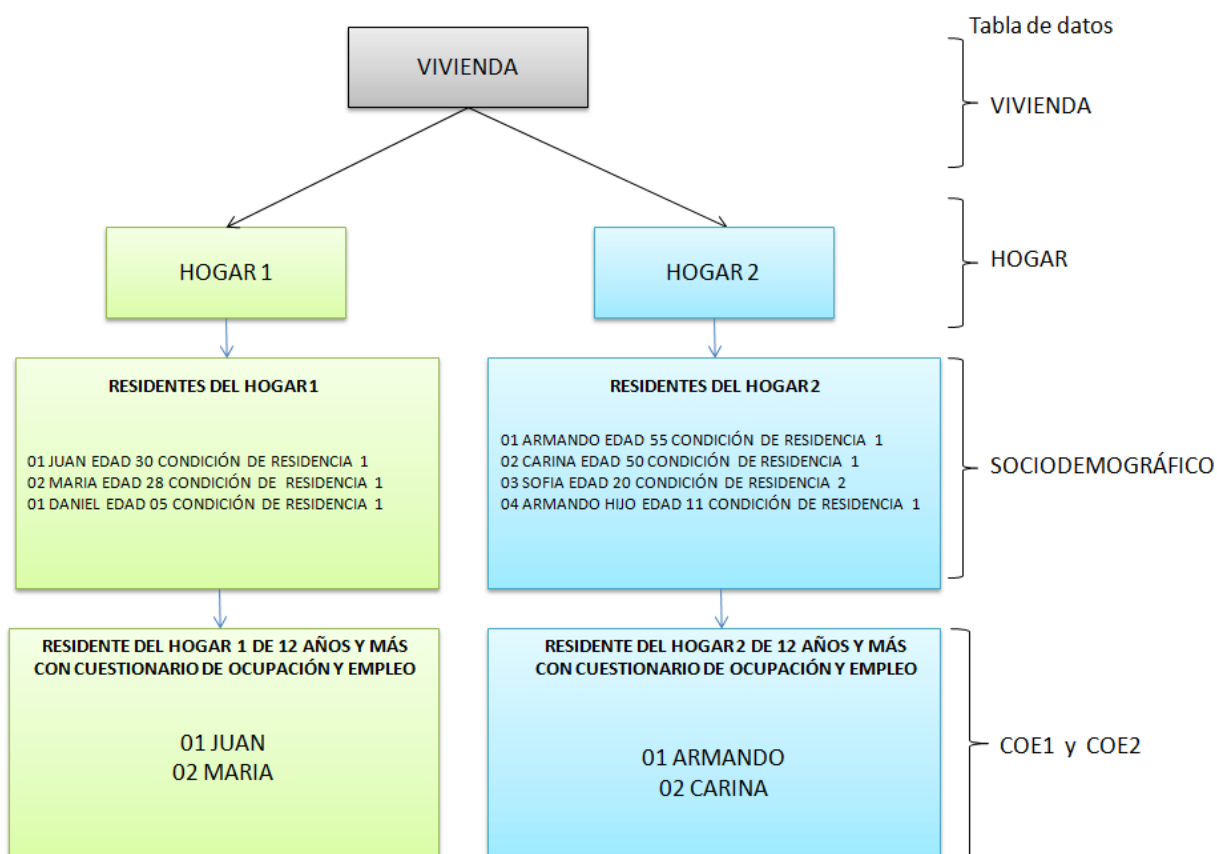 Tabla de datos
VIVIENDA
VIVIENDA
HOGAR 1
HOGAR 2
HOGAR
RESIDENTES DEL HOGAR 1
01 JUAN EDAD 30 CONDICIÓN DE RESIDENCIA 1
02 MARIA EDAD 28 CONDICIÓN DE RESIDENCIA 1
01 DANIEL EDAD 05 CONDICIÓN DE RESIDENCIA 1
RESIDENTES DEL HOGAR 2
01 ARMANDO EDAD 55 CONDICIÓN DE RESIDENCIA 1
02 CARINA EDAD 50 CONDICIÓN DE RESIDENCIA 1
03 SOFIA EDAD 20 CONDICIÓN DE RESIDENCIA 2
04 ARMANDO HIJO EDAD 11 CONDICIÓN DE RESIDENCIA 1
SOCIODEMOGRÁFICO
RESIDENTE DEL HOGAR 1 DE 12 AÑOS Y MÁS
CON CUESTIONARIO DE OCUPACIÓN Y EMPLEO
01 JUAN
02 MARIA
RESIDENTE DEL HOGAR 2 DE 12 AÑOS Y MÁS
CON CUESTIONARIO DE OCUPACIÓN Y EMPLEO
01 ARMANDO
02 CARINA
COE1 y COE2